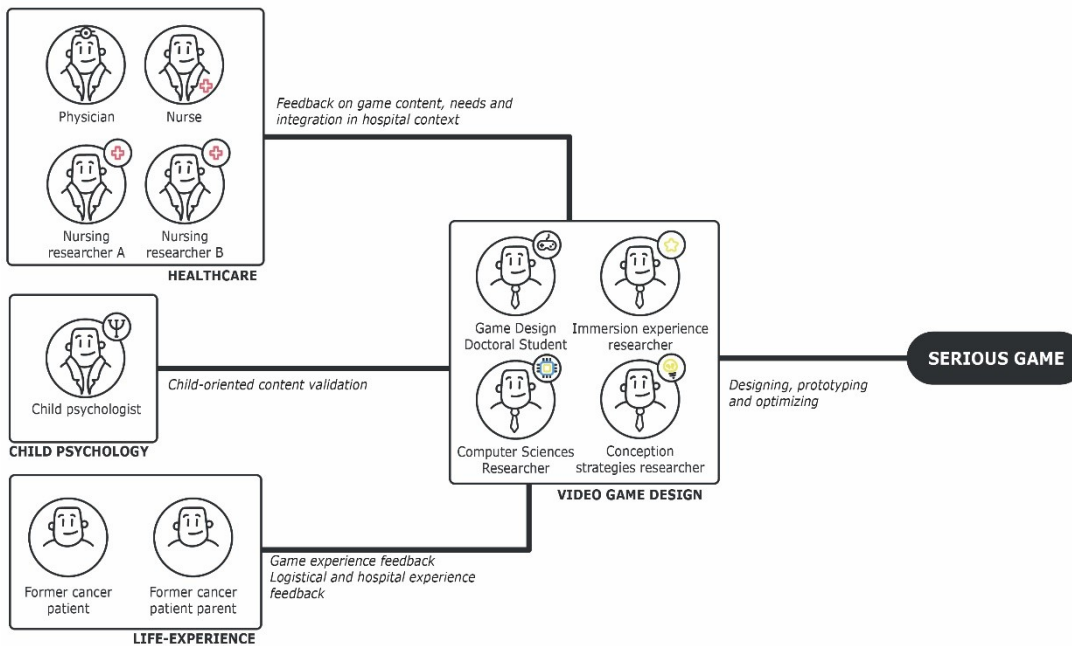 Physician
Nurse
Nursing
researcher A
Nursing
researcher B
HEALTHCARE
Feedback on game content, needs and
integration in hospital context
Child psychologist
CHILD PSYCHOLOGY
Child-oriented content validation
Former cancer
patient
Former cancer
patient parent
LIFE-EXPERIENCE
Game experience feedback
Logistical and hospital experience
feedback
Game Design
Doctoral Student
Immersion experience
researcher
Computer Sciences
Researcher
Conception
strategies researcher
VIDEO GAME DESIGN
Designing, prototyping
and optimizing
SERIOUS GAME